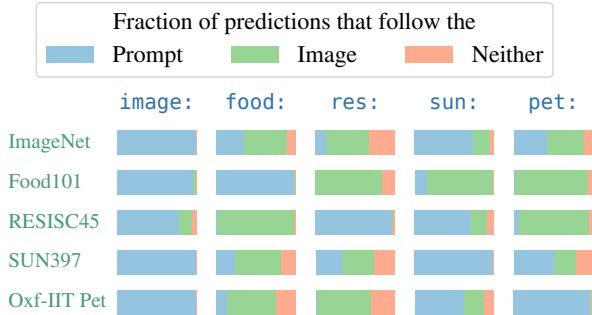 Fraction of predictions that follow the
Prompt Image Neither
image: food: res: sun: pet:
ImageNet
Food101
RESISC45
SUN397
Oxf-IIT Pet